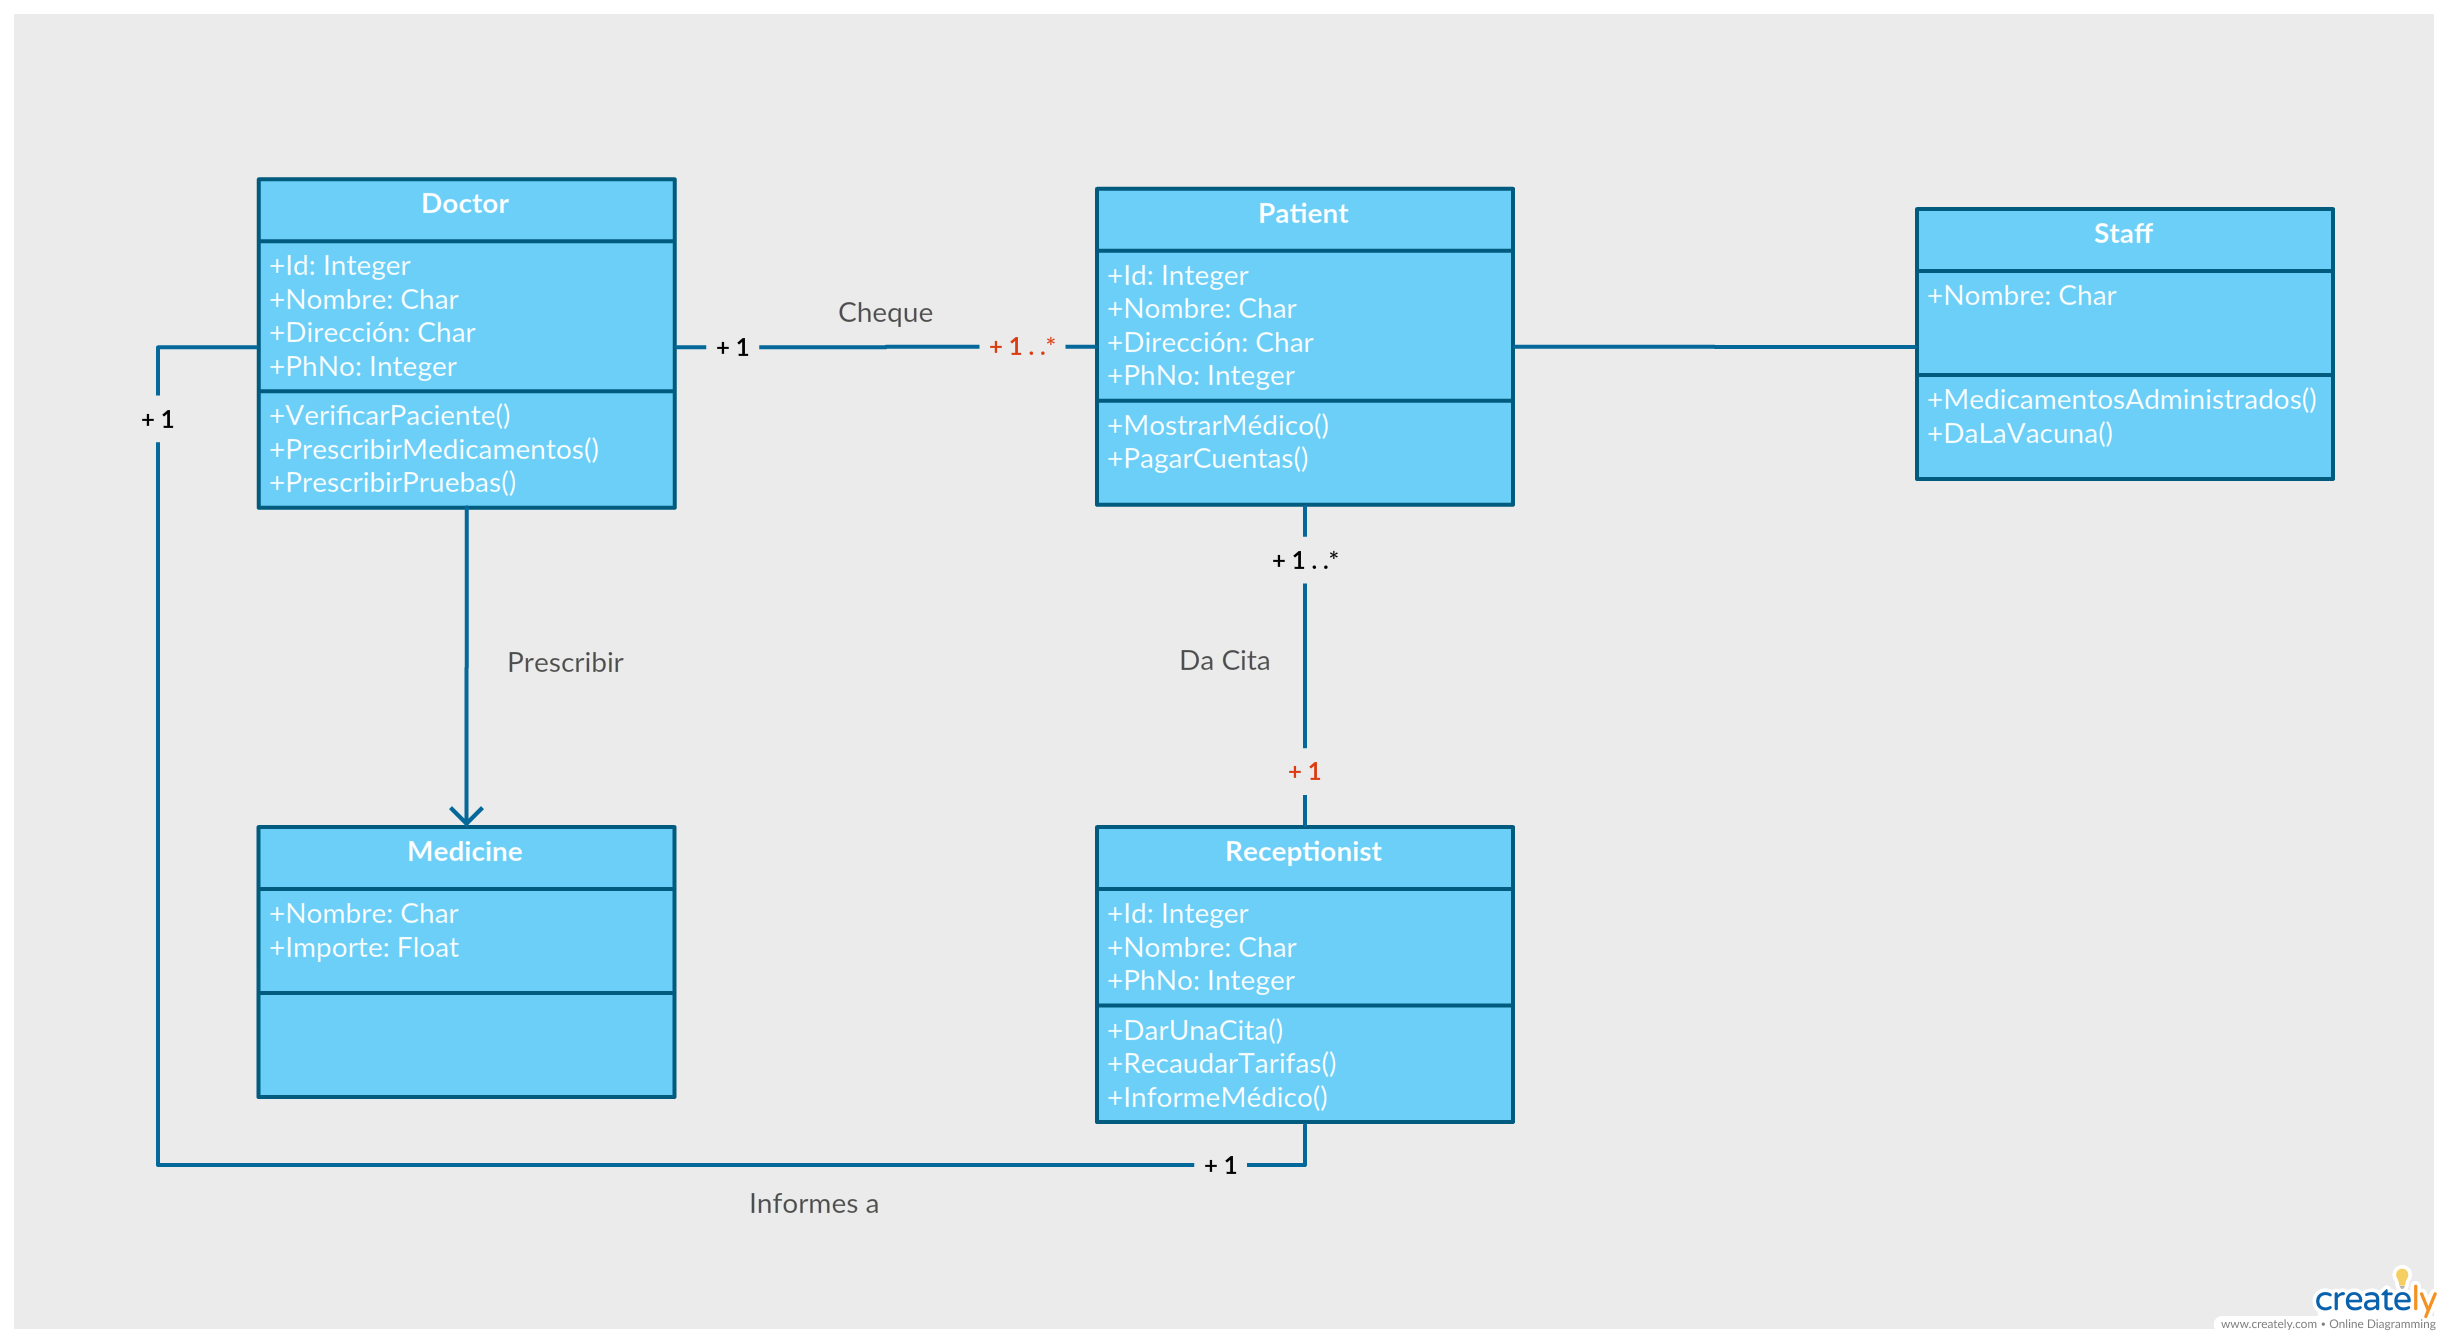 Doctor
+Id: Integer
+Nombre: Char
+Dirección: Char
+PhNo: Integer
+VerificarPaciente()
+PrescribirMedicamentos()
+PrescribirPruebas()
Cheque
+ 1
+ 1 . .*
Patient
+Id: Integer
+Nombre: Char
+Dirección: Char
+PhNo: Integer
+MostrarMédico()
+PagarCuentas()
Staff
+Nombre: Char
+MedicamentosAdministrados()
+DaLaVacuna()
+ 1
+ 1 . .*
Prescribir
Da Cita
+ 1
Medicine
+Nombre: Char
+Importe: Float
Receptionist
+Id: Integer
+Nombre: Char
+PhNo: Integer
+DarUnaCita()
+RecaudarTarifas()
+InformeMédico()
+ 1
Informes a
creately
www.creately.com • Online Diagramming